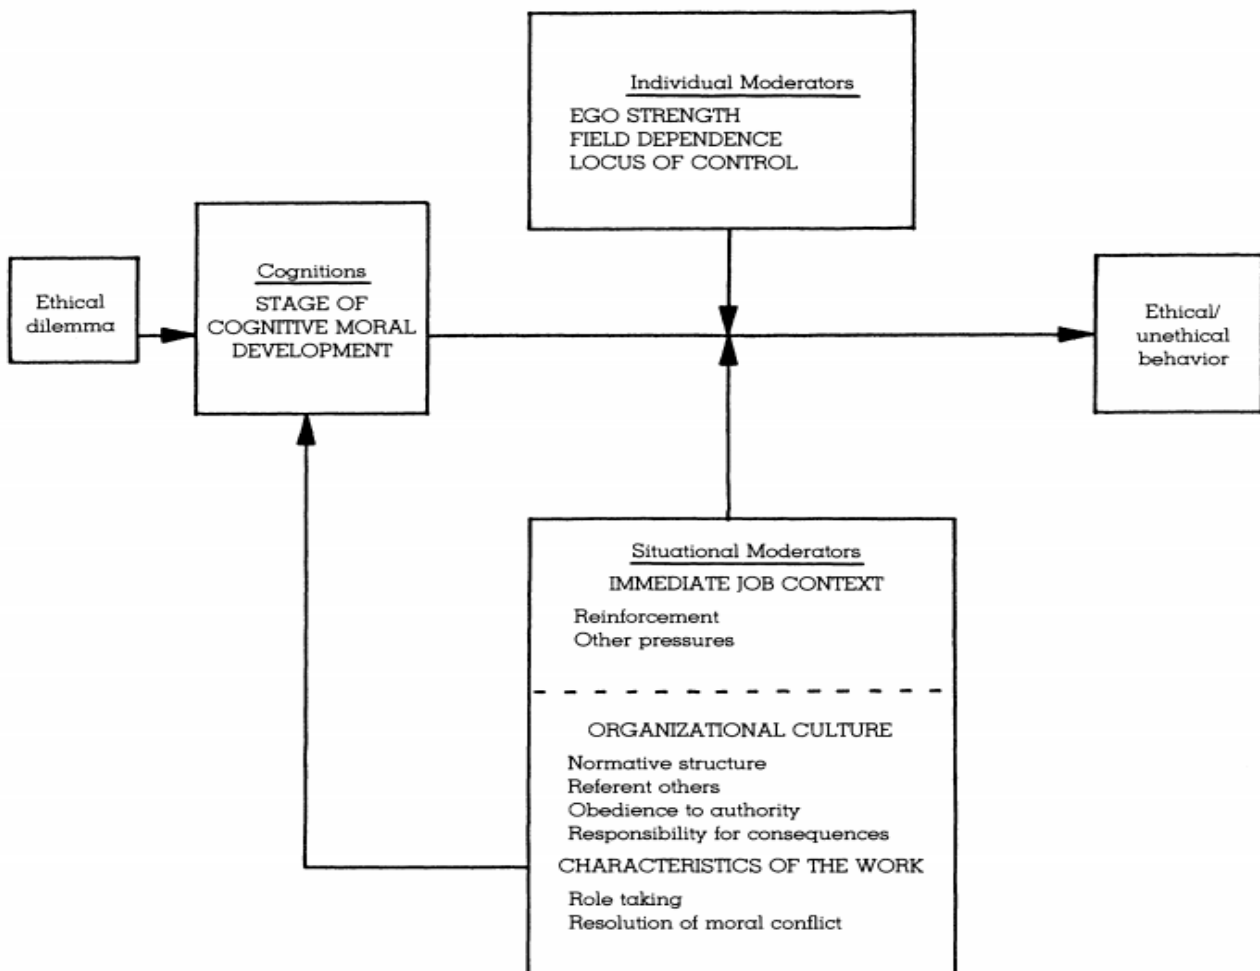 Individual Moderators
EGO STRENGTH
FIELD DEPENDENCE
LOCUS OF CONTROL
Ethical
dilemma
Cognitions
STAGE OF
COGNITIVE MORAL
DEVELOPMENT
Ethical/
unethical
behavior
Situational Moderators
IMMEDIATE JOB CONTEXT
Reinforcement
Other pressures
ORGANIZATIONAL CULTURE
Normative structure
Referent others
Obedience to authority
Responsibility for consequences
CHARACTERISTICS OF THE WORK
Role taking
Resolution of moral conflict